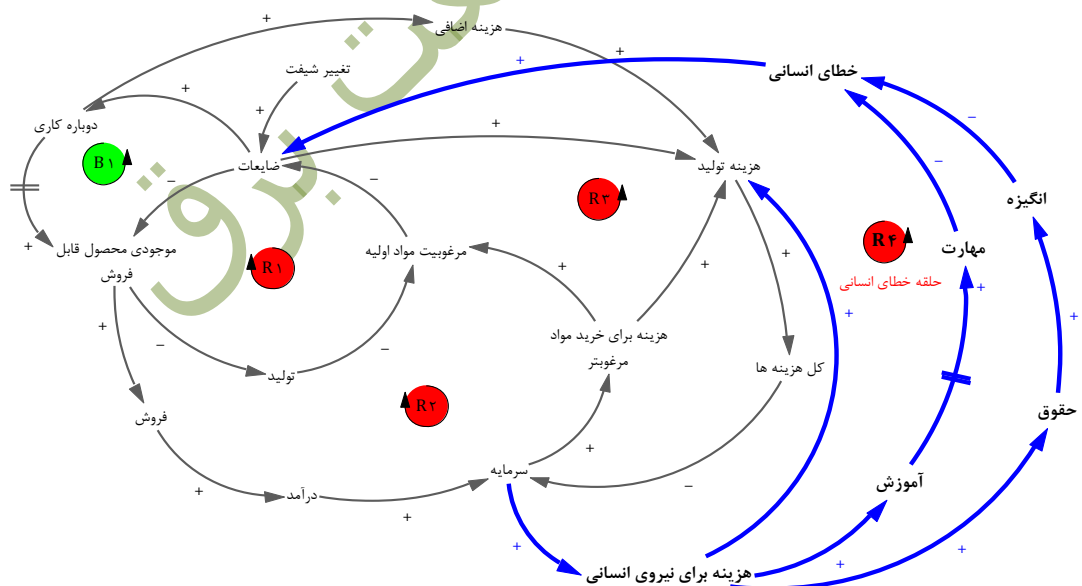 هزینه اضافی
تغییر شیفت
خطای انسانی
دوباره کاری
B۱
ضایعات
هزینه تولید
R۳
انگیزه
موجودی محصول قابل
فروش
R۱
مرغوبیت مواد اولیه
R۴
مهارت
حلقه خطای انسانی
هزینه برای خرید مواد
مرغوبتر
کل هزینه ها
تولید
R۲
فروش
حقوق
سرمایه
درآمد
آموزش
هزینه برای نیروی انسانی